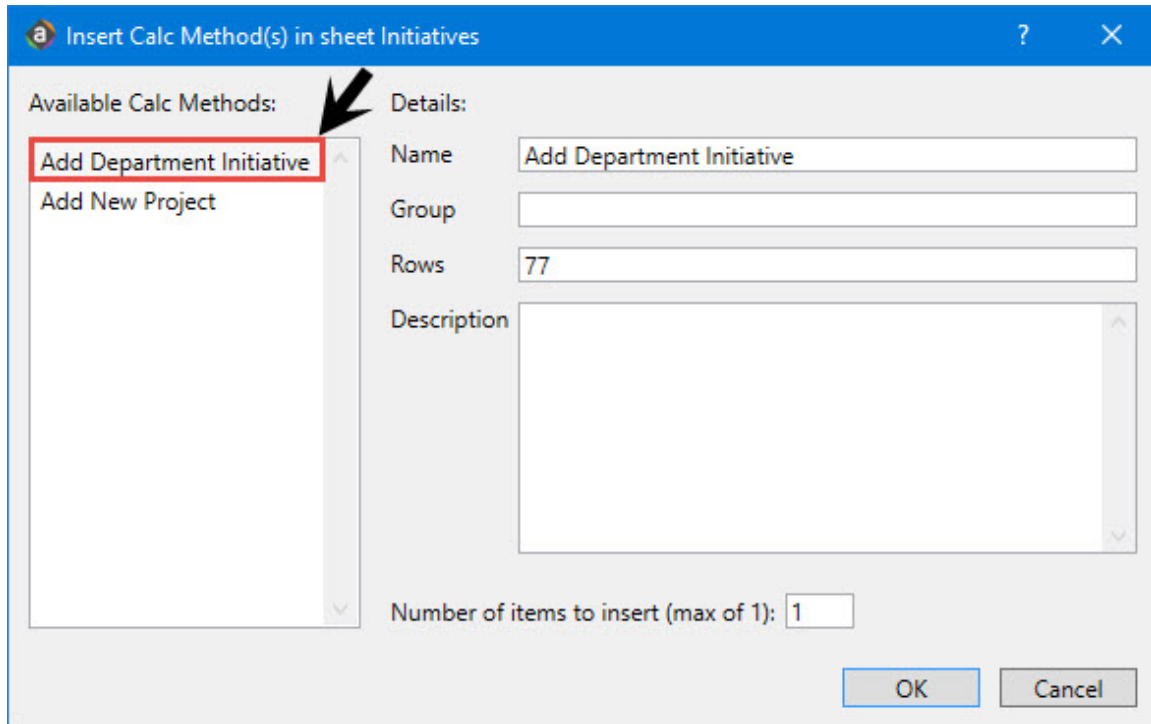 Insert Calc Method(s) in sheet Initiatives
Available Calc Methods:
Add Department Initiative
Add New Project
Details:
Name Add Department Initiative
Group
Rows 77
Description
Number of items to insert (max of 1): 1
OK Cancel